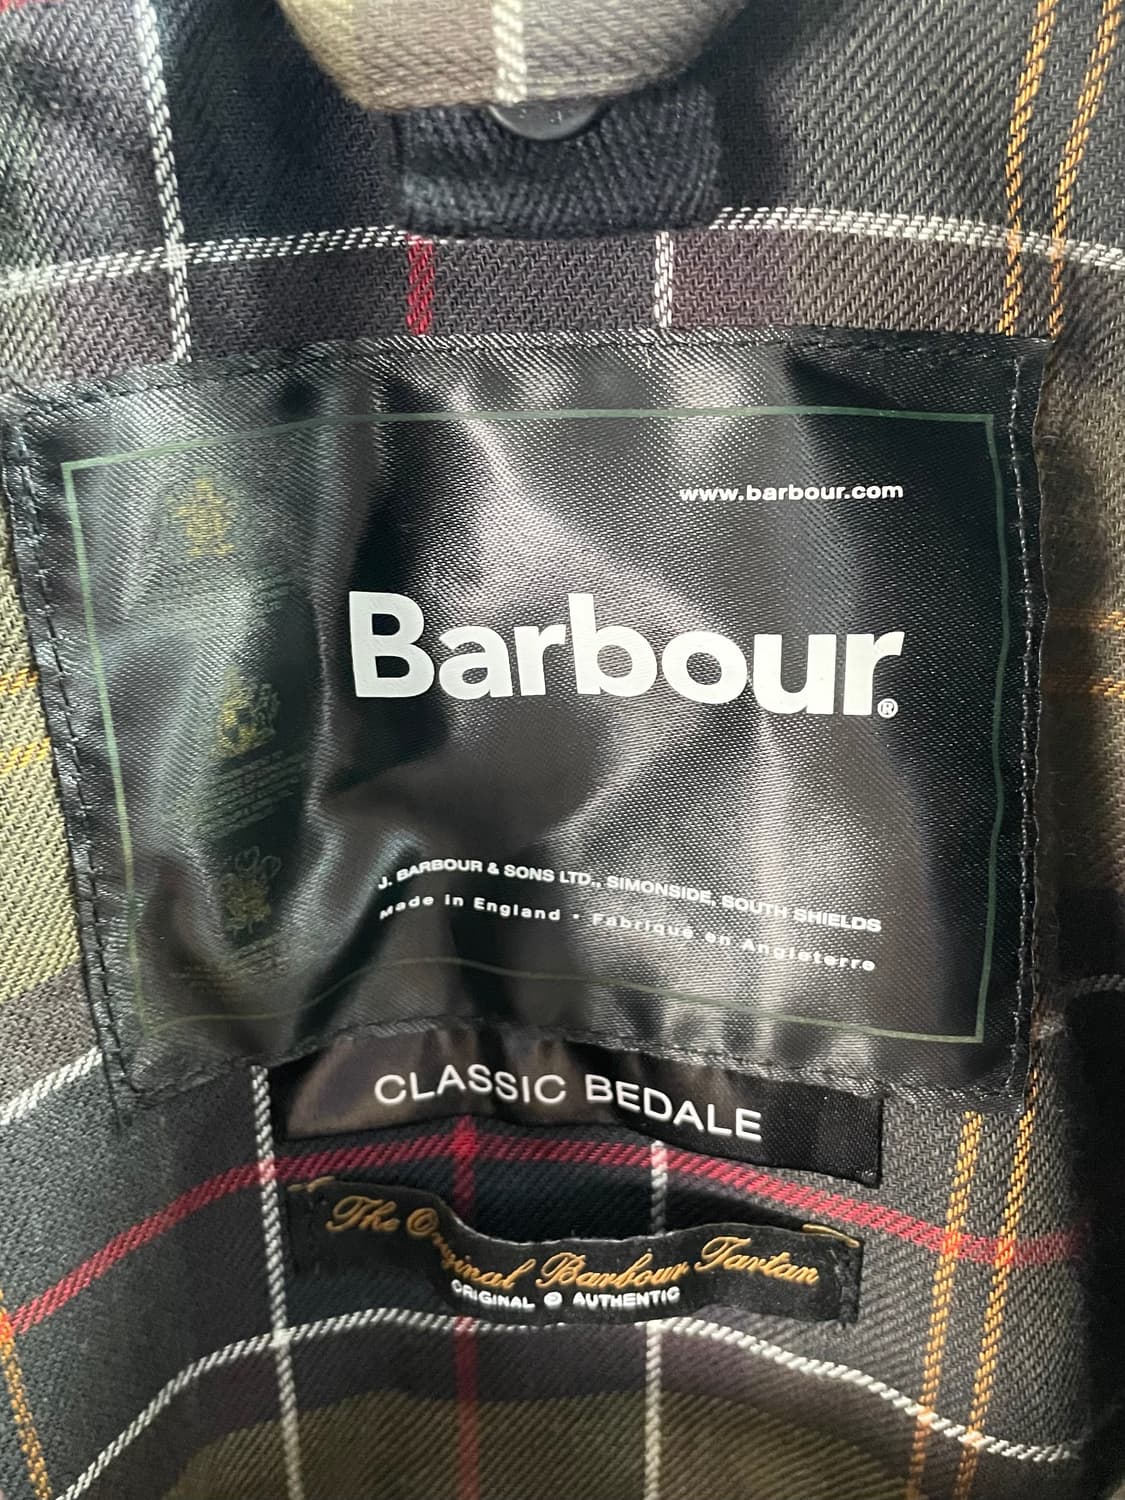 www.barbour.com
Barbour®
J. BARBOUR & SONS LTD., SIMONSIDE, SOUTH SHIELDS
Made in England • Fabriqué en Angleterre
CLASSIC BEDALE
The Original Barbour Tartan
ORIGINAL @ AUTHENTIC